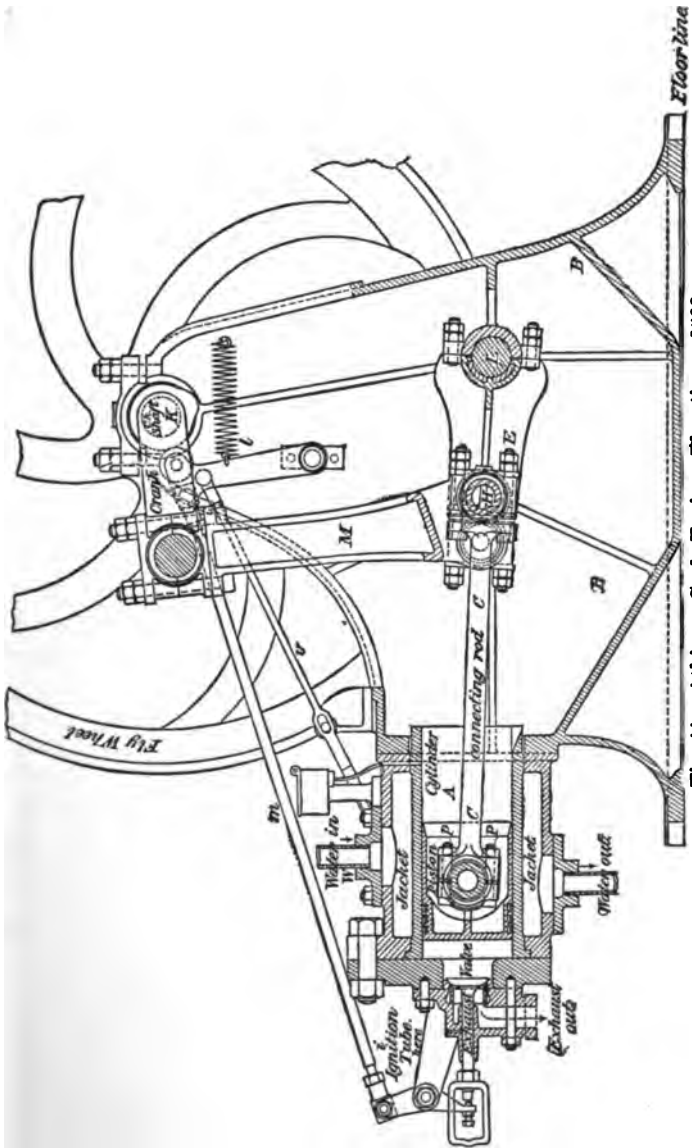 Floor line
Fly Wheel
Crank
Shaft
K
l
M
m
v
Water in
W
Jacket
Cylinder
A
Piston
P
P
C
Connecting rod
C
H
E
L
B
B
i
Ignition
Tube.
here
Exhaust
Valve
Jacket
Water out
Exhaust
out